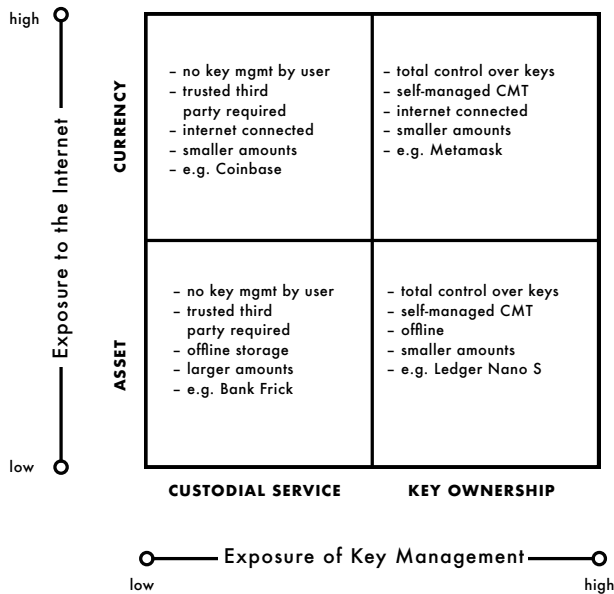 high
Exposure to the Internet
low
CURRENCY
– no key mgmt by user
– trusted third
party required
– internet connected
– smaller amounts
– e.g. Coinbase
– total control over keys
– self-managed CMT
– internet connected
– smaller amounts
– e.g. Metamask
ASSET
– no key mgmt by user
– trusted third
party required
– offline storage
– larger amounts
– e.g. Bank Frick
– total control over keys
– self-managed CMT
– offline
– smaller amounts
– e.g. Ledger Nano S
CUSTODIAL SERVICE
KEY OWNERSHIP
Exposure of Key Management
low
high